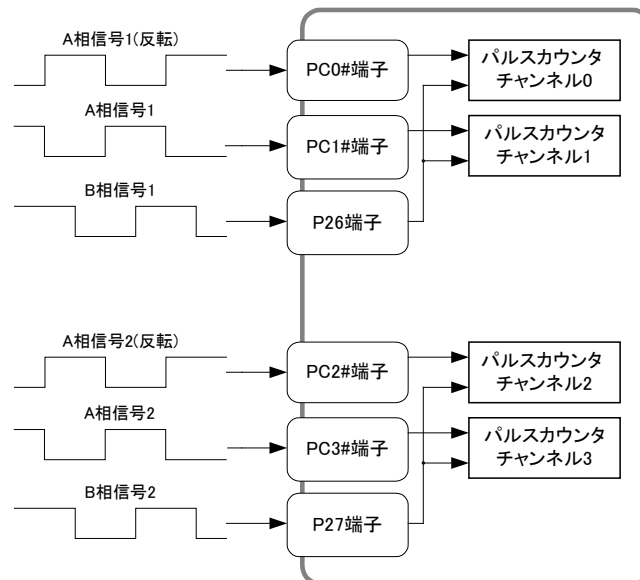 A相信号1(反転)
PC0#端子
パルスカウンタ
チャンネル0
A相信号1
PC1#端子
パルスカウンタ
チャンネル1
B相信号1
P26端子
A相信号2(反転)
PC2#端子
パルスカウンタ
チャンネル2
A相信号2
PC3#端子
パルスカウンタ
チャンネル3
B相信号2
P27端子